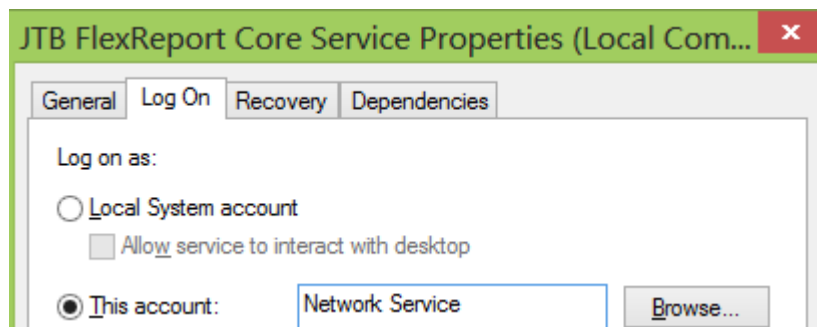 JTB FlexReport Core Service Properties (Local Com... x
General Log On Recovery Dependencies
Log on as:
Local System account
Allow service to interact with desktop
This account: Network Service Browse...